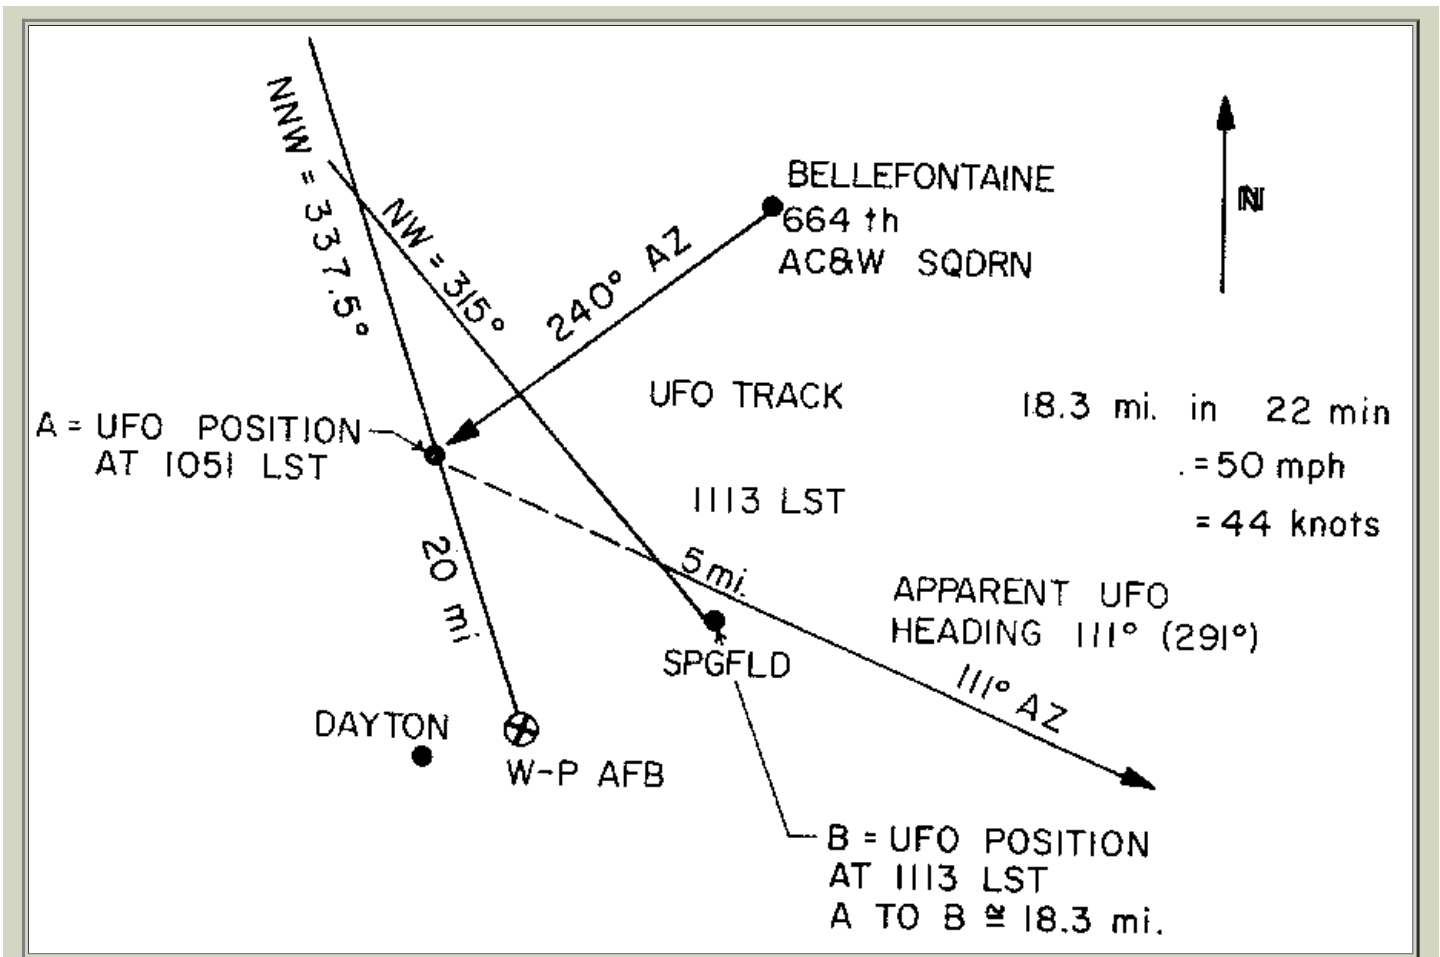 NNW = 337.5°
NW = 315°
240° AZ
BELLEFONTAINE
664 th
AC&W SQDRN
N
UFO TRACK
18.3 mi. in 22 min
. = 50 mph
= 44 knots
A = UFO POSITION
AT 1051 LST
1113 LST
20 mi
5 mi.
APPARENT UFO
HEADING 111° (291°)
SPGFLD
111° AZ
DAYTON
W-P AFB
B = UFO POSITION
AT 1113 LST
A TO B ≅ 18.3 mi.